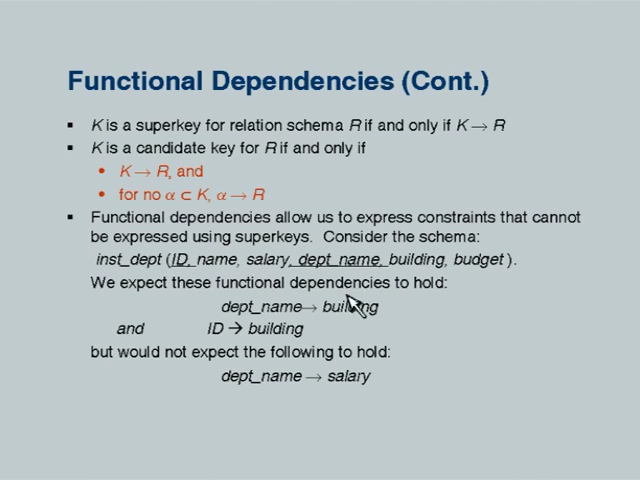 Functional Dependencies (Cont.)
▪ K is a superkey for relation schema R if and only if K → R
▪ K is a candidate key for R if and only if
• K → R, and
• for no α ⊂ K, α → R
▪ Functional dependencies allow us to express constraints that cannot
be expressed using superkeys. Consider the schema:
inst_dept (ID, name, salary, dept_name, building, budget ).
We expect these functional dependencies to hold:
dept_name → building
and ID → building
but would not expect the following to hold:
dept_name → salary